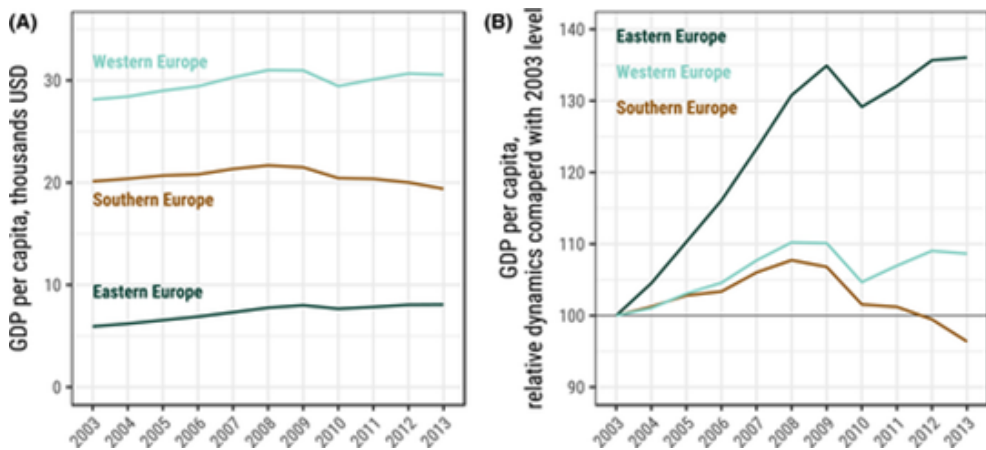 (A)
GDP per capita, thousands USD
30
20
10
0
Western Europe
Southern Europe
Eastern Europe
2003
2004
2005
2006
2007
2008
2009
2010
2011
2012
2013
(B)
GDP per capita,
relative dynamics comaperd with 2003 level
140
130
120
110
100
90
Eastern Europe
Western Europe
Southern Europe
2003
2004
2005
2006
2007
2008
2009
2010
2011
2012
2013